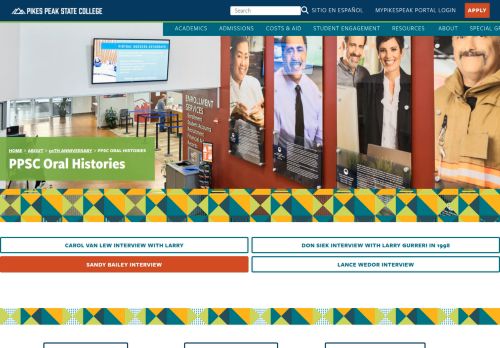 PIKES PEAK STATE COLLEGE
Search
SITIO EN ESPAÑOL
MYPIKESPEAK PORTAL LOGIN
APPLY
ACADEMICS
ADMISSIONS
COSTS & AID
STUDENT ENGAGEMENT
RESOURCES
ABOUT
SPECIAL GR
ENROLLMENT
SERVICES
HOME > ABOUT > 50TH ANNIVERSARY > PPSC ORAL HISTORIES
PPSC Oral Histories
CAROL VAN LEW INTERVIEW WITH LARRY
DON SIEK INTERVIEW WITH LARRY GURRERI IN 1998
SANDY BAILEY INTERVIEW
LANCE WEDOR INTERVIEW